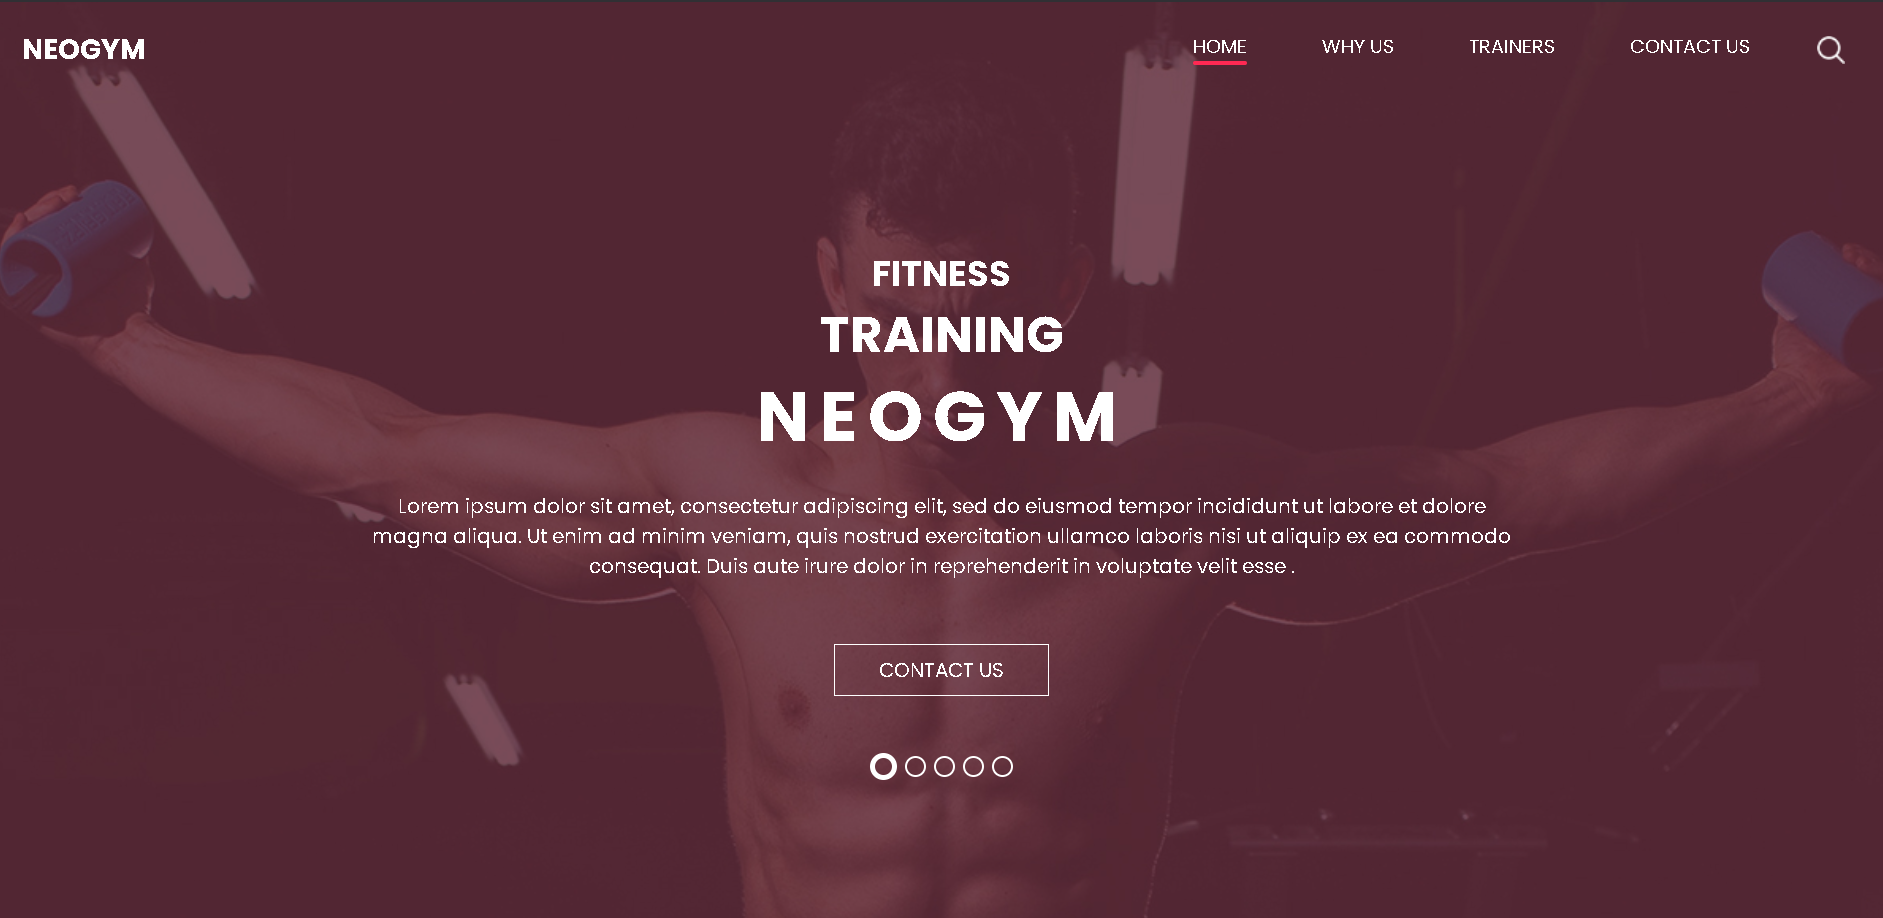 NEOGYM
HOME
WHY US
TRAINERS
CONTACT US
FITNESS
TRAINING
NEOGYM
Lorem ipsum dolor sit amet, consectetur adipiscing elit, sed do eiusmod tempor incididunt ut labore et dolore
magna aliqua. Ut enim ad minim veniam, quis nostrud exercitation ullamco laboris nisi ut aliquip ex ea commodo
consequat. Duis aute irure dolor in reprehenderit in voluptate velit esse .
CONTACT US